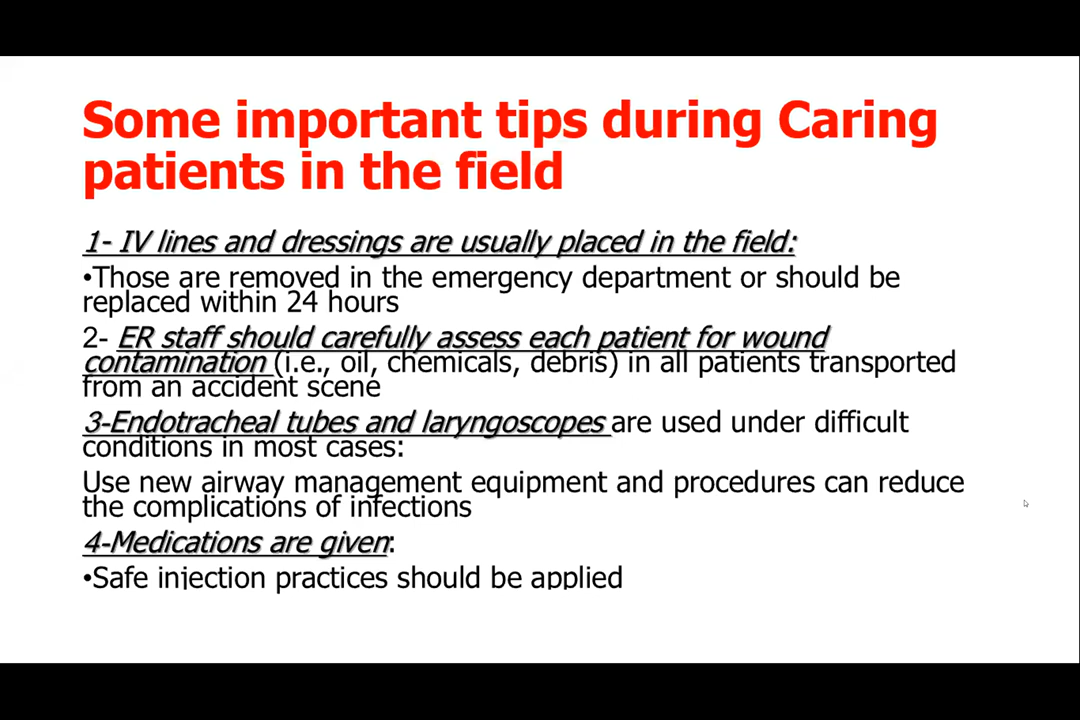 Some important tips during Caring
patients in the field
1- IV lines and dressings are usually placed in the field:
•Those are removed in the emergency department or should be
replaced within 24 hours
2- ER staff should carefully assess each patient for wound
contamination (i.e., oil, chemicals, debris) in all patients transported
from an accident scene
3-Endotracheal tubes and laryngoscopes are used under difficult
conditions in most cases:
Use new airway management equipment and procedures can reduce
the complications of infections
4-Medications are given:
•Safe injection practices should be applied